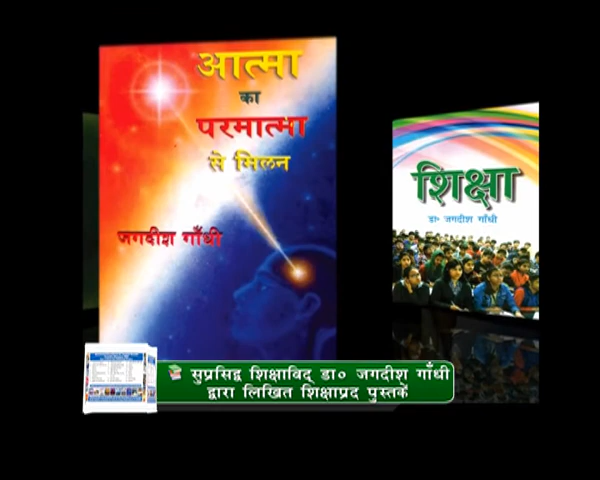 आत्मा
का
परमात्मा
से मिलन
जगदीश गाँधी
शिक्षा
डा० जगदीश गाँधी
सुप्रसिद्ध शिक्षाविद् डा० जगदीश गाँधी
द्वारा लिखित शिक्षाप्रद पुस्तकें